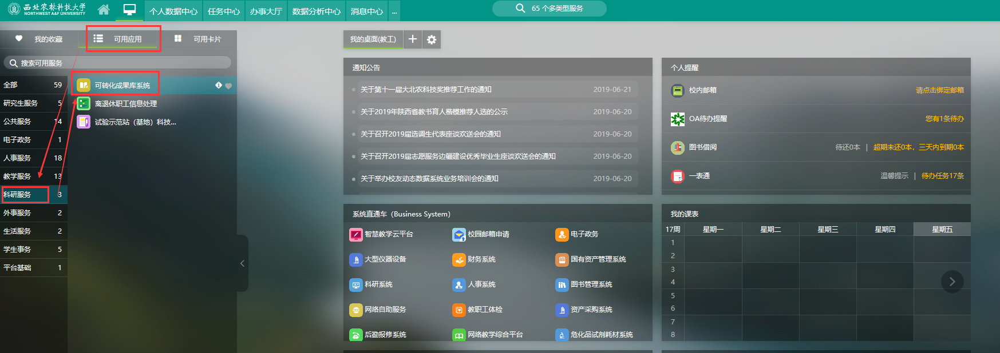 西北农林科技大学
NORTHWEST A&F UNIVERSITY
个人数据中心
任务中心
办事大厅
数据分析中心
消息中心
...
65 个多类型服务
我的收藏
可用应用
可用卡片
搜索可用服务
全部 59
研究生服务 5
公共服务 14
电子政务 1
人事服务 18
教学服务 13
科研服务 3
外事服务 2
生活服务 2
学生事务 5
平台基础 1
可转化成果库系统
离退休职工信息处理
试验示范站（基地）科技...
我的桌面(教工)
通知公告
关于第十一届大北农科技奖推荐工作的通知 2019-06-21
关于2019年陕西省教书育人楷模推荐人选的公示 2019-06-20
关于召开2019届选调生代表座谈欢送会的通知 2019-06-20
关于召开2019届志愿服务边疆建设优秀毕业生座谈欢送会的通知 2019-06-20
关于举办校友动态数据系统业务培训会的通知 2019-06-20
个人提醒
校内邮箱 请点击绑定邮箱
OA待办提醒 您有1条待办
图书借阅 待还0本 | 超期未还0本，三天内到期0本
一表通 温馨提示 | 待办任务17条
系统直通车（Business System）
智慧教学云平台 校园邮箱申请 电子政务
大型仪器设备 财务系统 国有资产管理系统
科研系统 人事系统 图书管理系统
网络自助服务 教职工体检 资产采购系统
后勤报修系统 网络教学综合平台 危化品试剂耗材系统
我的课表
17周 星期一 星期二 星期三 星期四 星期五
1
2
3
4
5
6
7
8